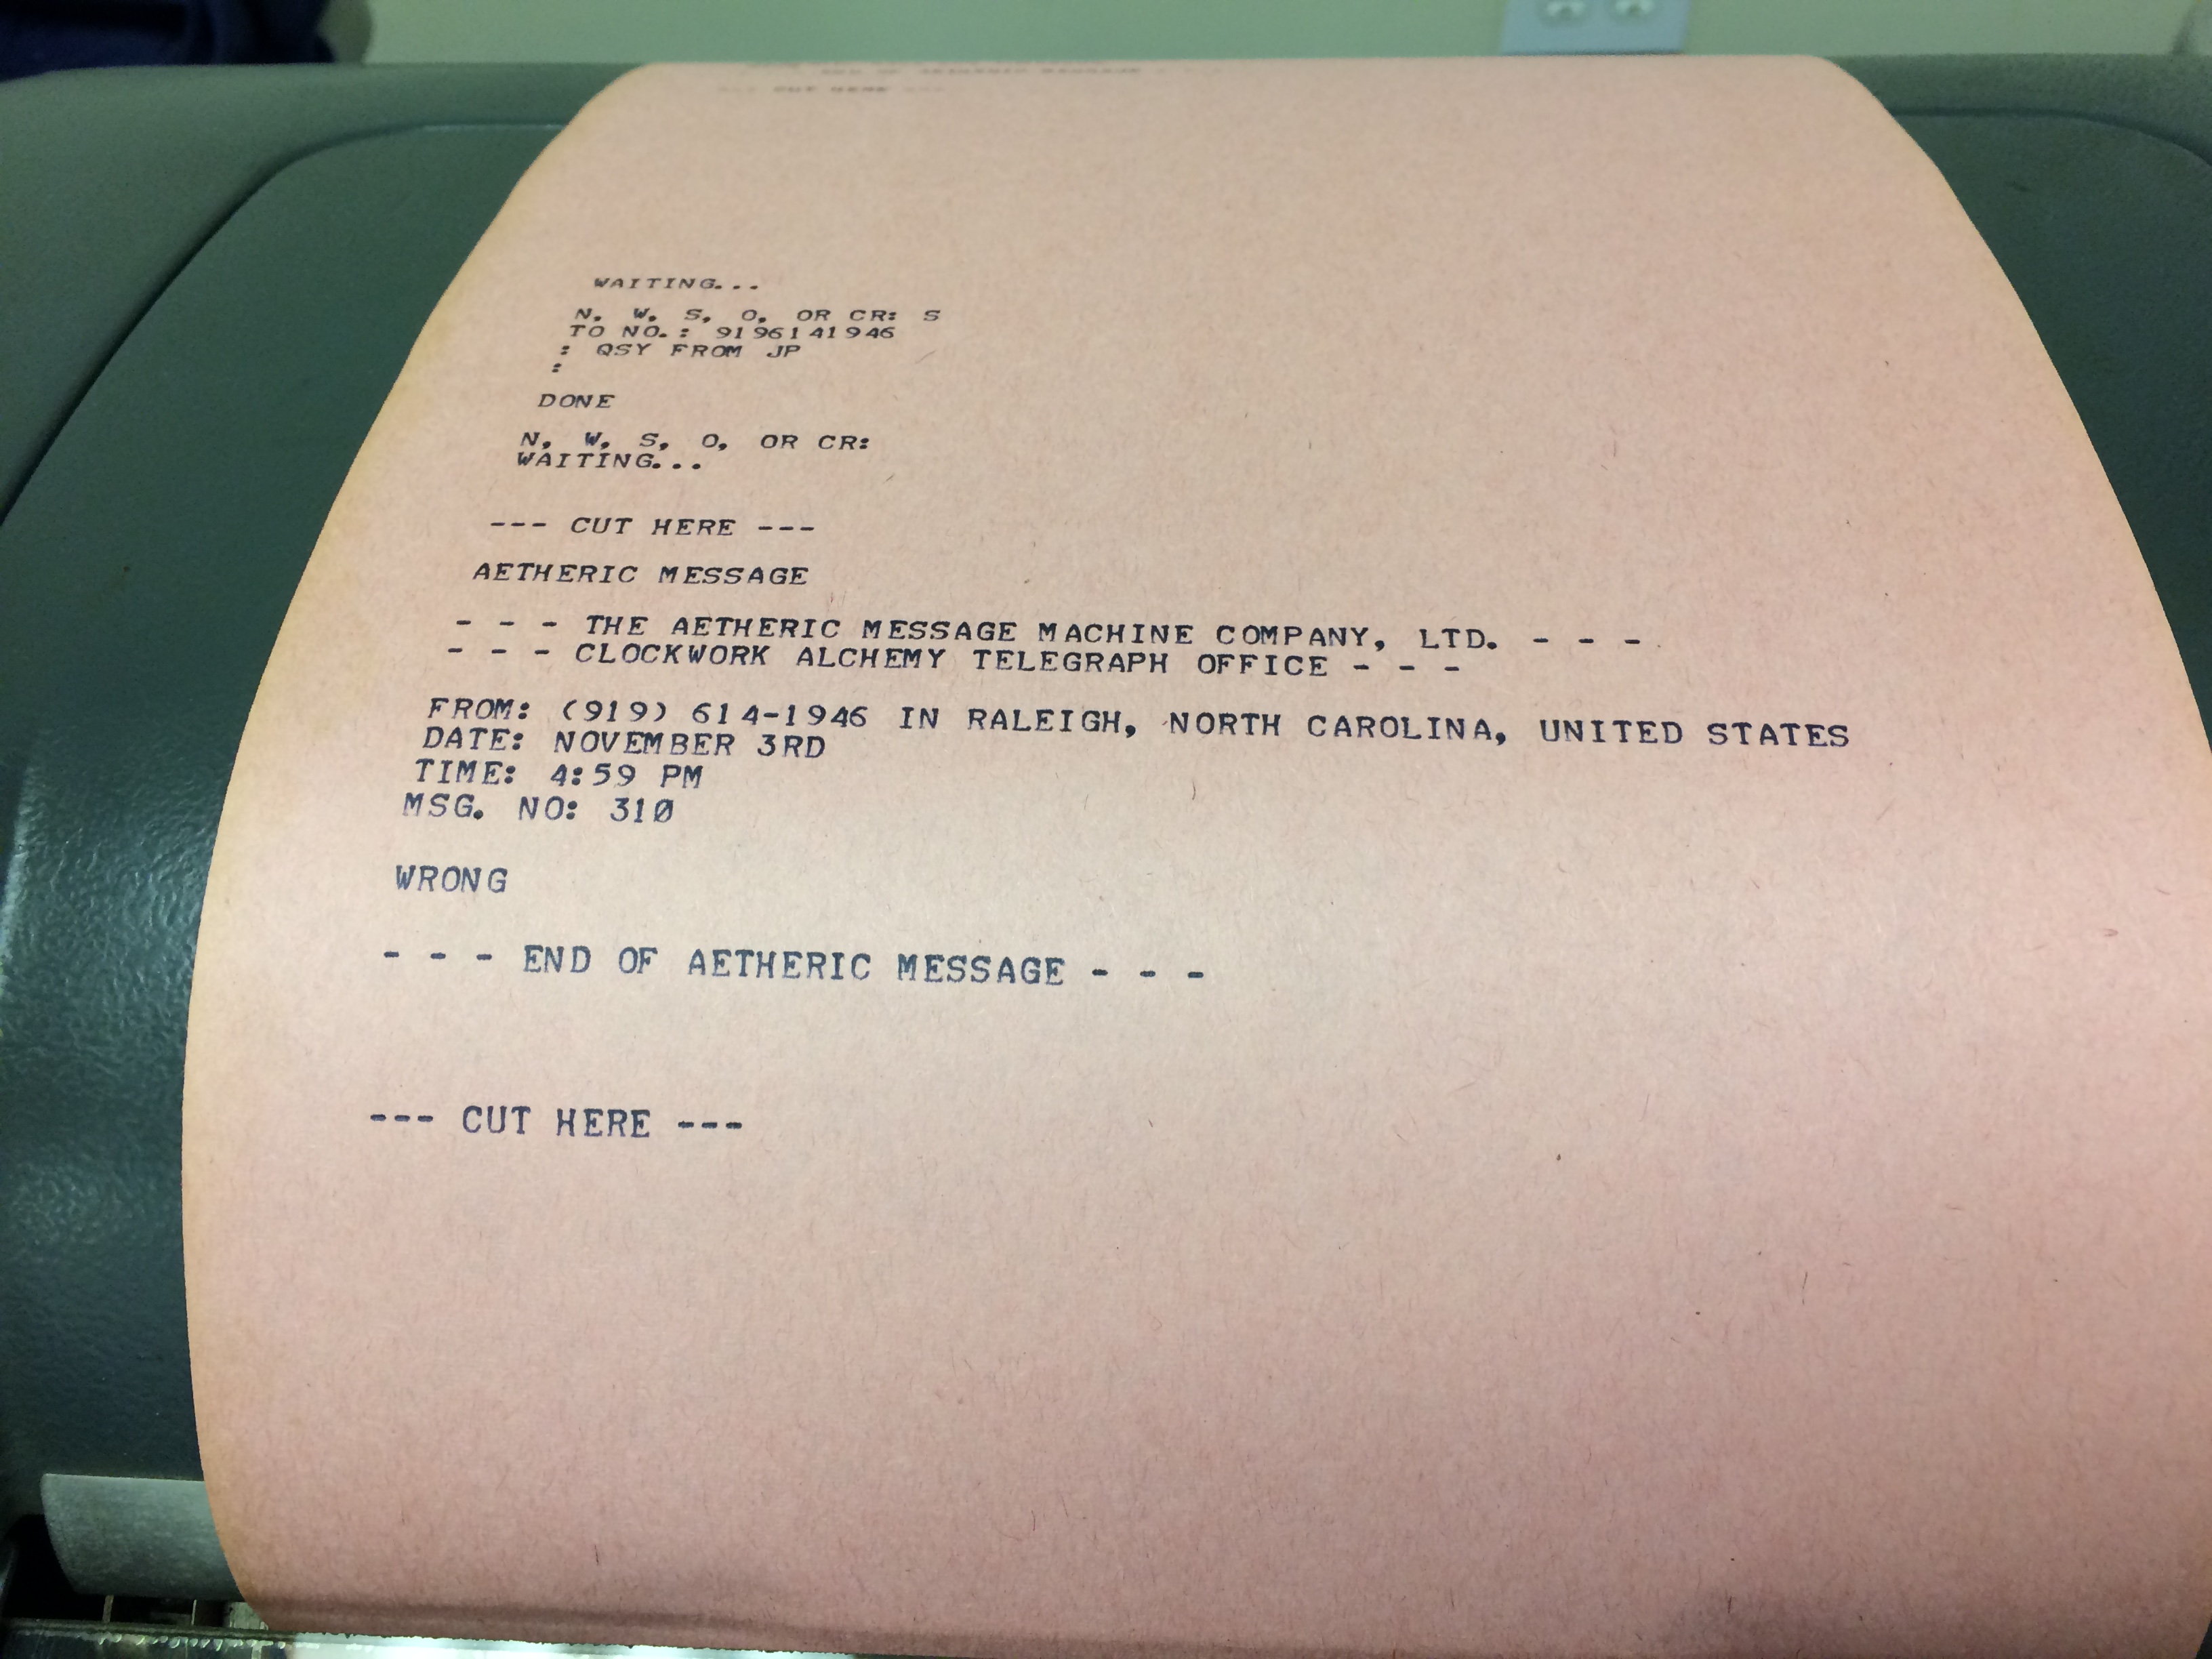 CUT HERE
WAITING...
N, W, S, O, OR CR: S
TO NO.: 9196141946
: QSY FROM JP
:
DONE
N, W, S, O, OR CR:
WAITING...
--- CUT HERE ---
AETHERIC MESSAGE
- - - THE AETHERIC MESSAGE MACHINE COMPANY, LTD. - - -
- - - CLOCKWORK ALCHEMY TELEGRAPH OFFICE - - -
FROM: (919) 614-1946 IN RALEIGH, NORTH CAROLINA, UNITED STATES
DATE: NOVEMBER 3RD
TIME: 4:59 PM
MSG. NO: 310
WRONG
- - - END OF AETHERIC MESSAGE - - -
--- CUT HERE ---